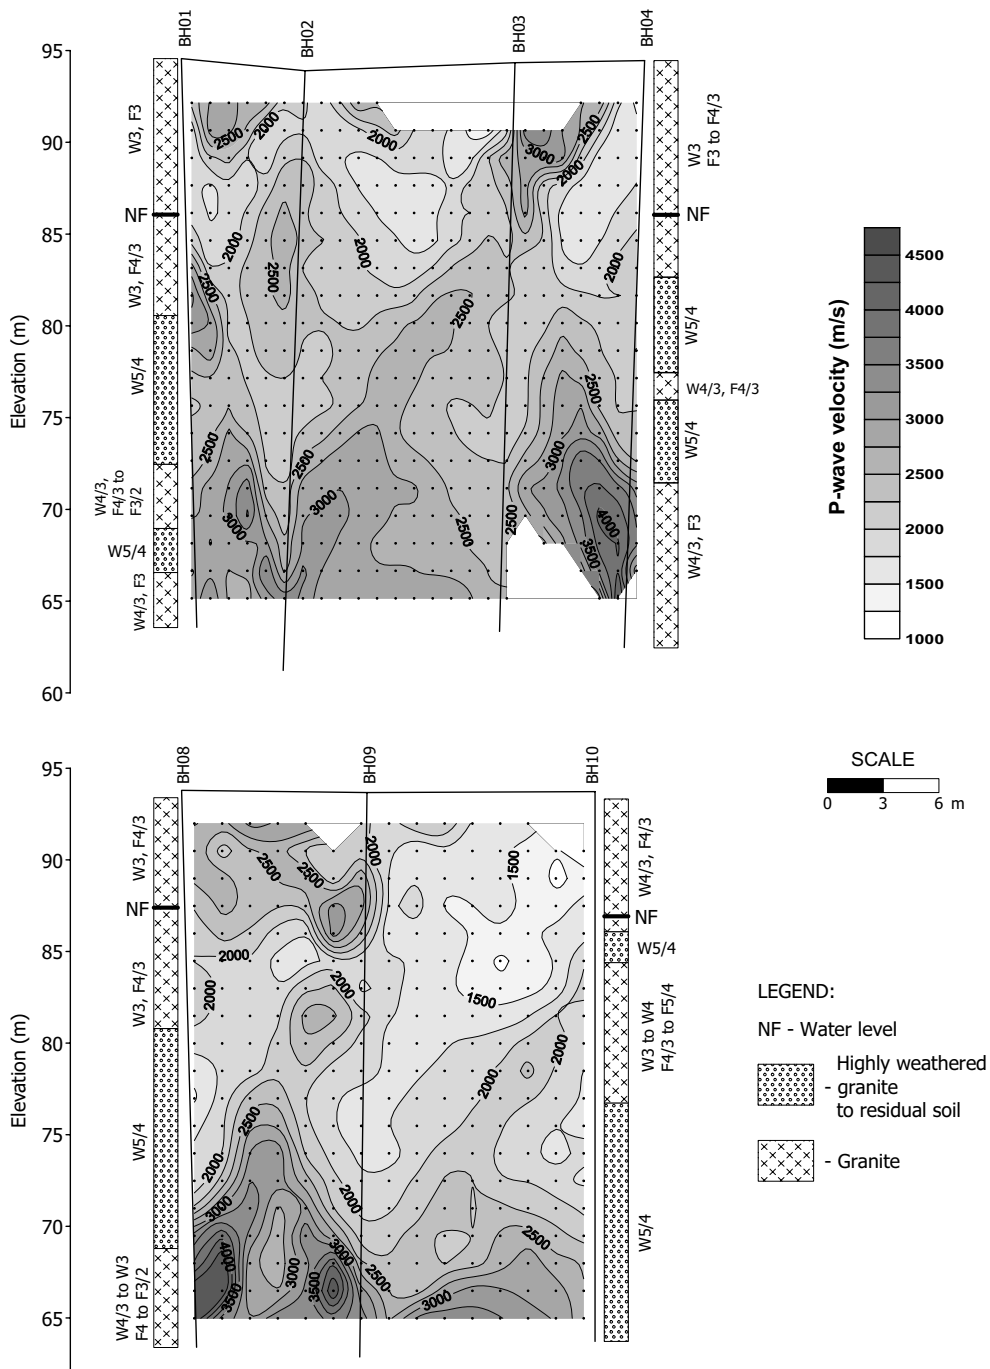 BH01
BH02
BH03
BH04
95
90
85
80
75
70
65
60
Elevation (m)
W3, F3
NF
W3, F4/3
W5/4
W4/3,
F4/3 to
F3/2
W5/4
W4/3, F3
2500
2000
2000
2500
3000
2000
2000
2500
2000
2500
2000
2500
2000
2500
2500
3000
2500
3000
2500
2500
3000
4000
3500
W3
F3 to F4/3
NF
W5/4
W4/3, F4/3
W5/4
W4/3, F3
P-wave velocity (m/s)
4500
4000
3500
3000
2500
2000
1500
1000
BH08
BH09
BH10
95
90
85
80
75
70
65
Elevation (m)
W3, F4/3
NF
W3, F4/3
W5/4
W4/3 to W3
F4 to F3/2
2500
2500
2000
1500
2000
2000
2000
1500
2000
2000
2500
2000
2000
3000
4000
3500
3000
3500
3000
2500
3000
2500
W4/3, F4/3
NF
W5/4
W3 to W4
F4/3 to F5/4
W5/4
SCALE
0 3 6 m
LEGEND:
NF - Water level
Highly weathered
- granite
to residual soil
- Granite